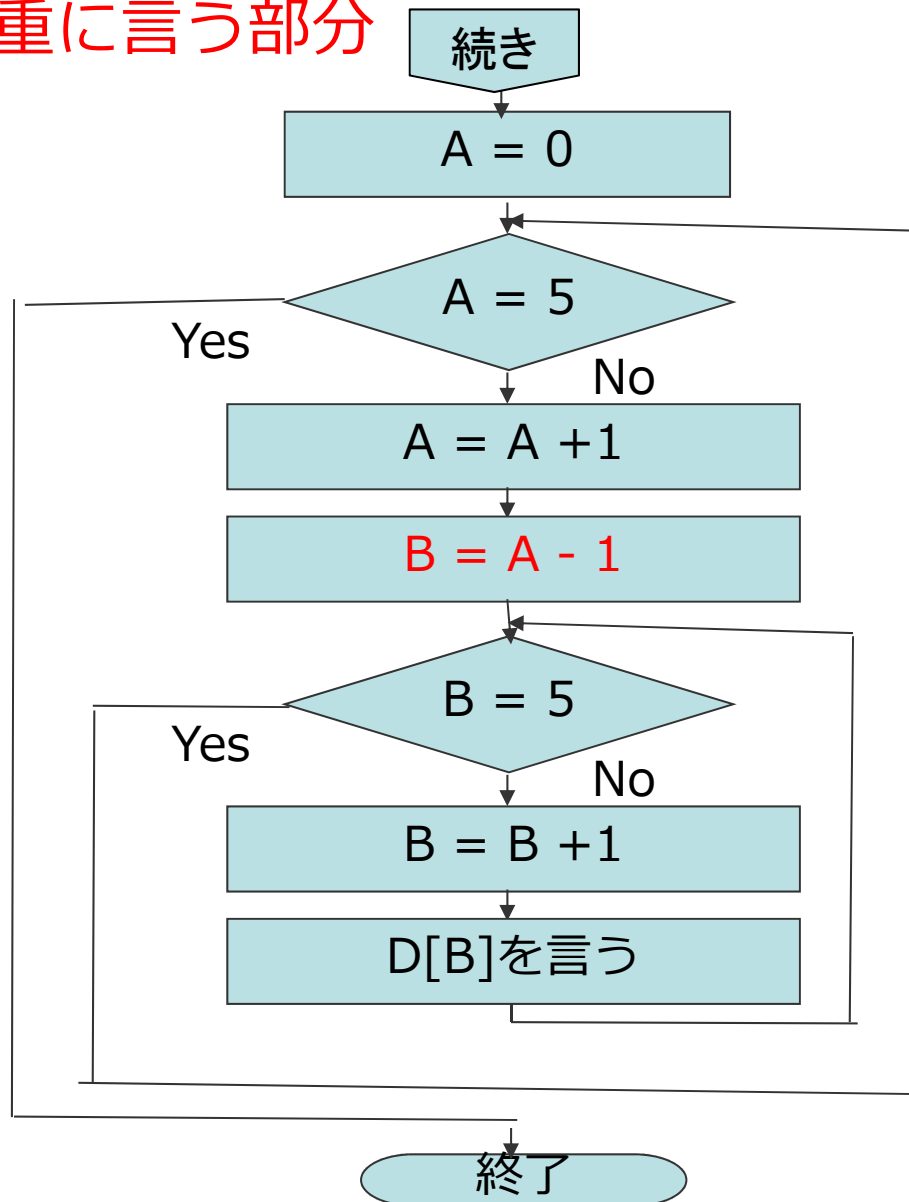 重に言う部分
続き
A = 0
A = 5
Yes
No
A = A +1
B = A - 1
B = 5
Yes
No
B = B +1
D[B]を言う
終了